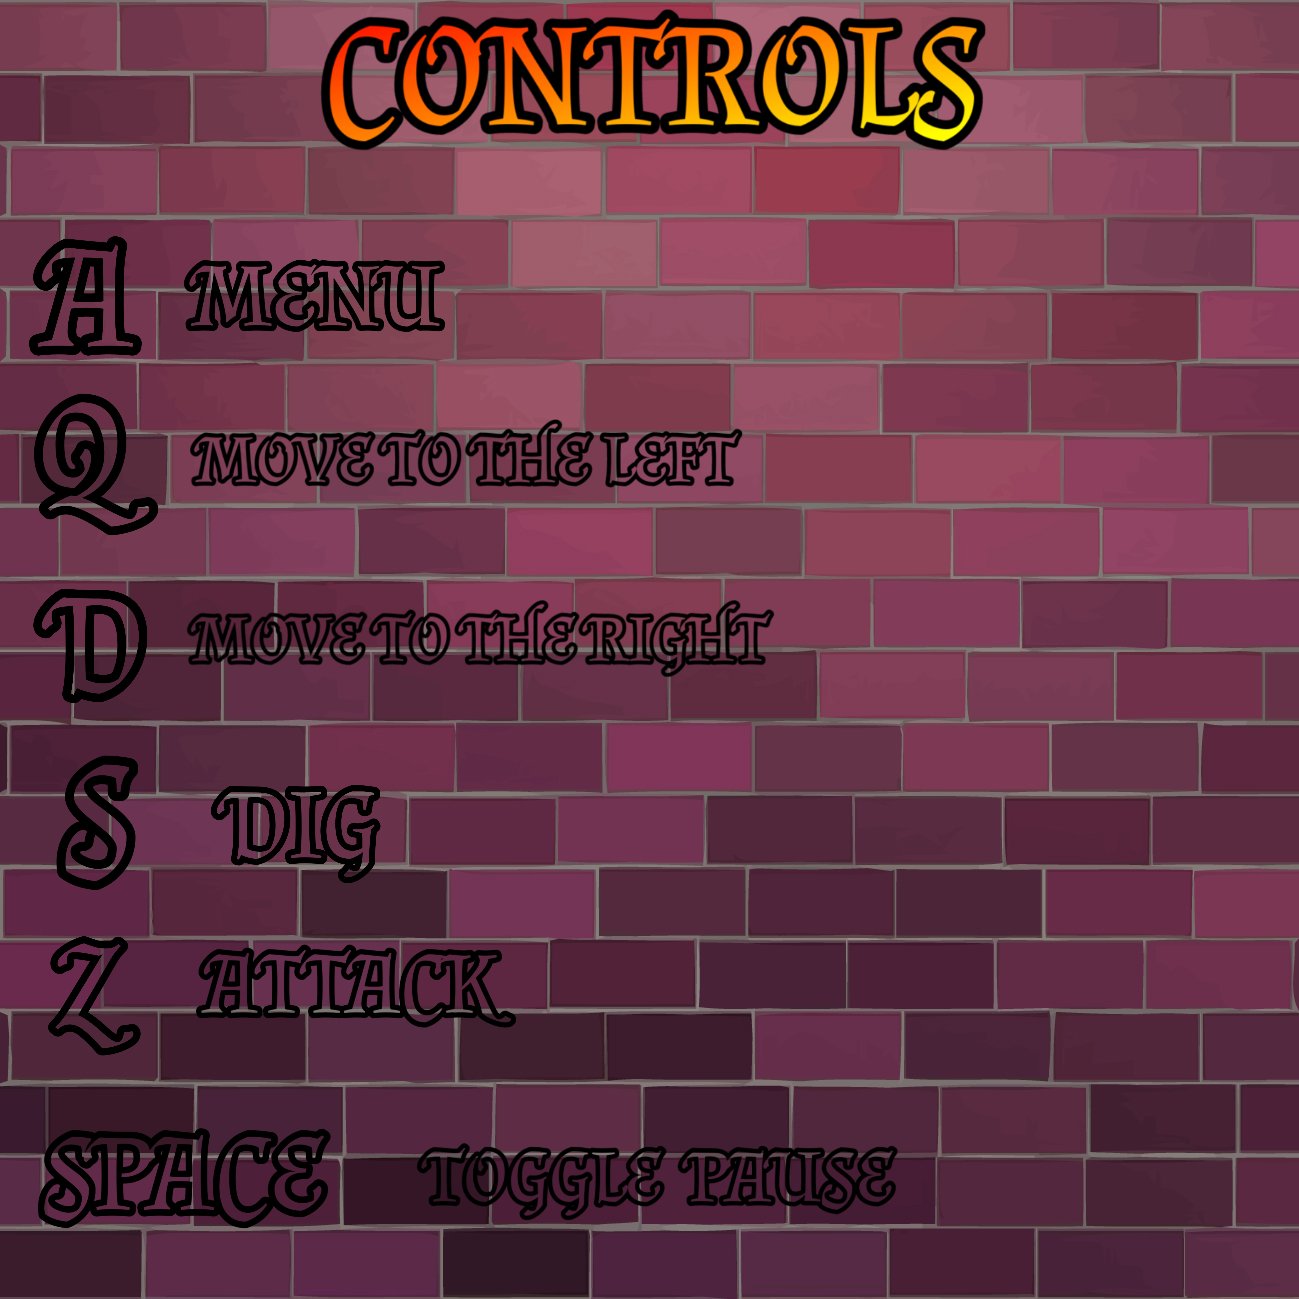 CONTROLS
A MENU
Q MOVE TO THE LEFT
D MOVE TO THE RIGHT
S DIG
Z ATTACK
SPACE TOGGLE PAUSE